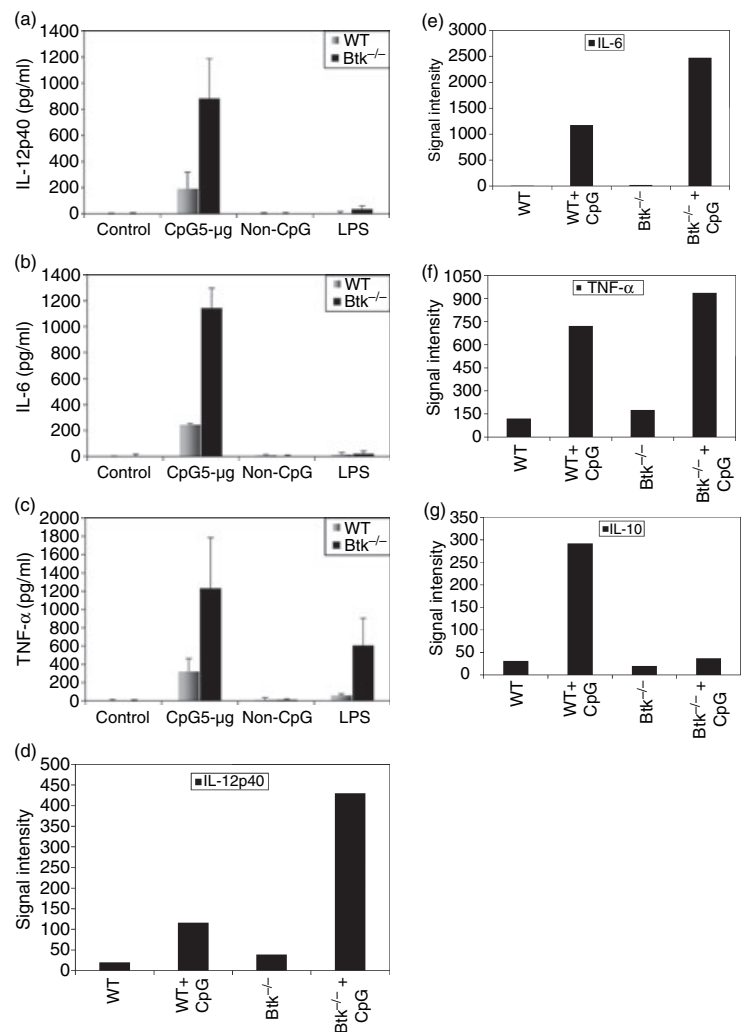 (a)
1400
1200
1000
800
600
400
200
0
IL-12p40 (pg/ml)
WT
Btk–/–
Control CpG5-µg Non-CpG LPS
(b)
1400
1200
1000
800
600
400
200
0
IL-6 (pg/ml)
WT
Btk–/–
Control CpG5-µg Non-CpG LPS
(c)
2000
1800
1600
1400
1200
1000
800
600
400
200
0
TNF-α (pg/ml)
WT
Btk–/–
Control CpG5-µg Non-CpG LPS
(d)
500
450
400
350
300
250
200
150
100
50
0
Signal intensity
IL-12p40
WT
WT+
CpG
Btk–/–
Btk–/– +
CpG
(e)
3000
2500
2000
1500
1000
500
0
Signal intensity
IL-6
WT
WT+
CpG
Btk–/–
Btk–/– +
CpG
(f)
1050
900
750
600
450
300
150
0
Signal intensity
TNF-α
WT
WT+
CpG
Btk–/–
Btk–/– +
CpG
(g)
350
300
250
200
150
100
50
0
Signal intensity
IL-10
WT
WT+
CpG
Btk–/–
Btk–/– +
CpG